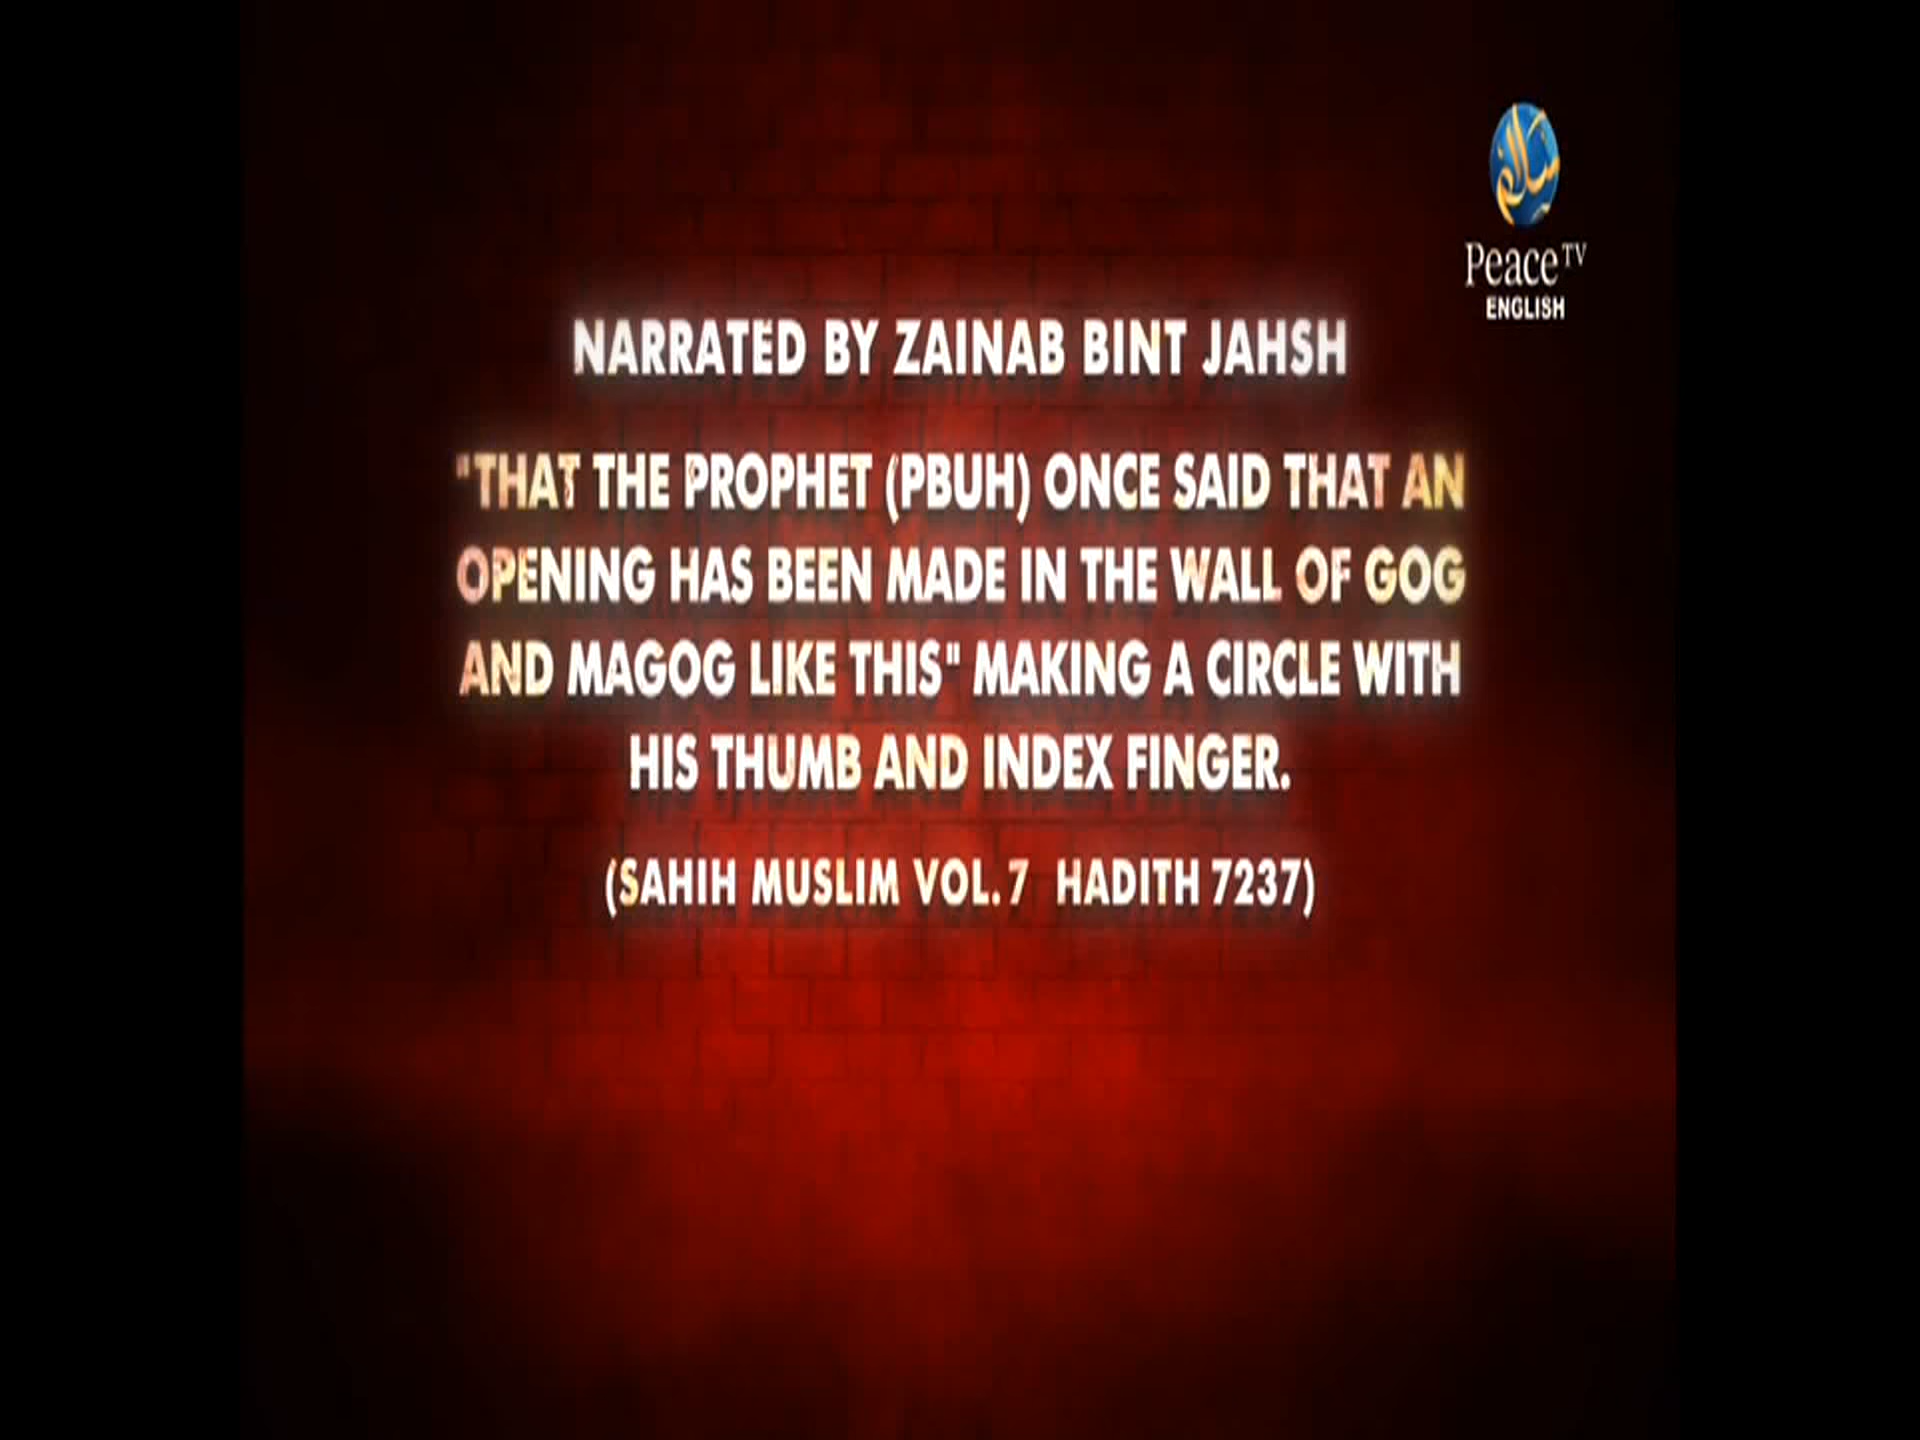 سلام
Peace TV
ENGLISH
NARRATED BY ZAINAB BINT JAHSH
"THAT THE PROPHET (PBUH) ONCE SAID THAT AN
OPENING HAS BEEN MADE IN THE WALL OF GOG
AND MAGOG LIKE THIS" MAKING A CIRCLE WITH
HIS THUMB AND INDEX FINGER.
(SAHIH MUSLIM VOL.7 HADITH 7237)